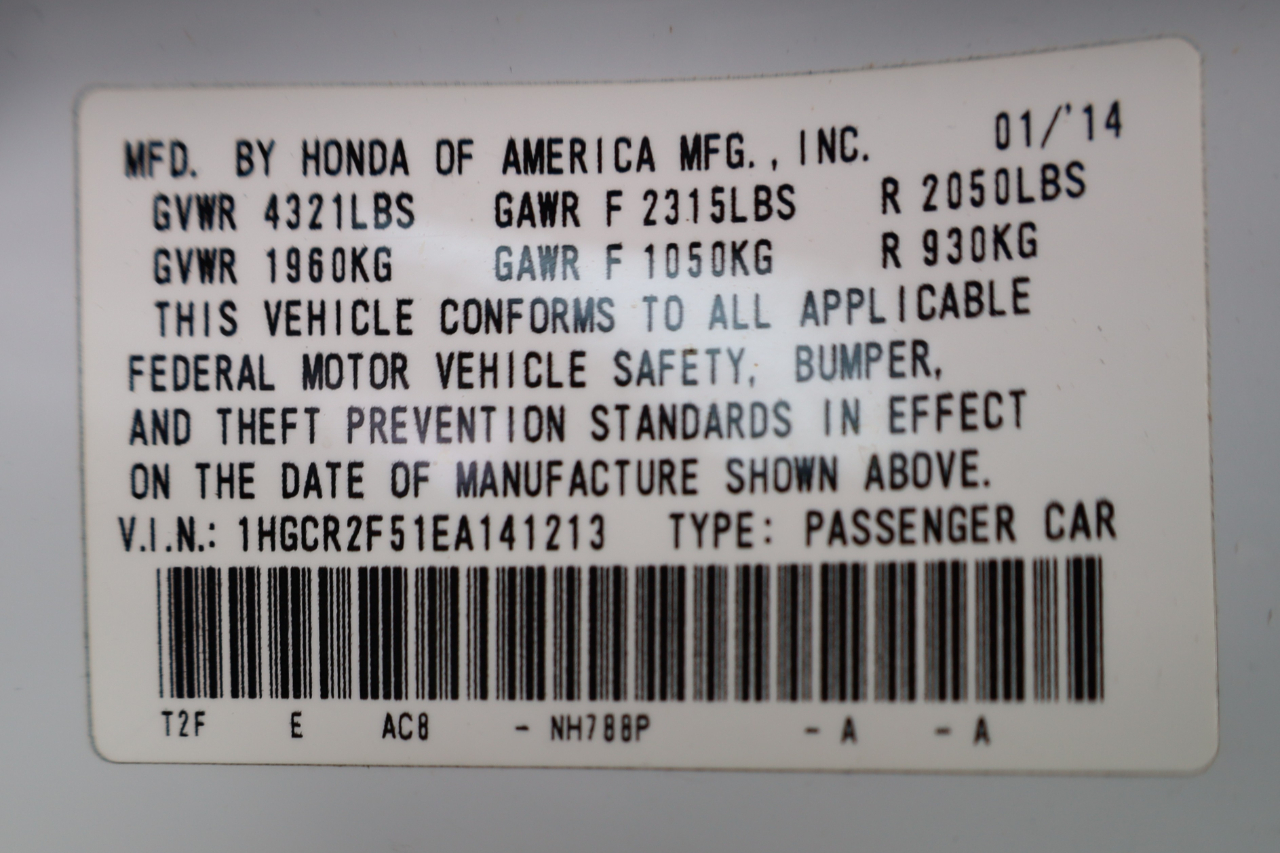 MFD. BY HONDA OF AMERICA MFG., INC. 01/'14
GVWR 4321LBS GAWR F 2315LBS R 2050LBS
GVWR 1960KG GAWR F 1050KG R 930KG
THIS VEHICLE CONFORMS TO ALL APPLICABLE
FEDERAL MOTOR VEHICLE SAFETY, BUMPER,
AND THEFT PREVENTION STANDARDS IN EFFECT
ON THE DATE OF MANUFACTURE SHOWN ABOVE.
V.I.N.: 1HGCR2F51EA141213 TYPE: PASSENGER CAR
T2F E AC8 - NH788P - A - A